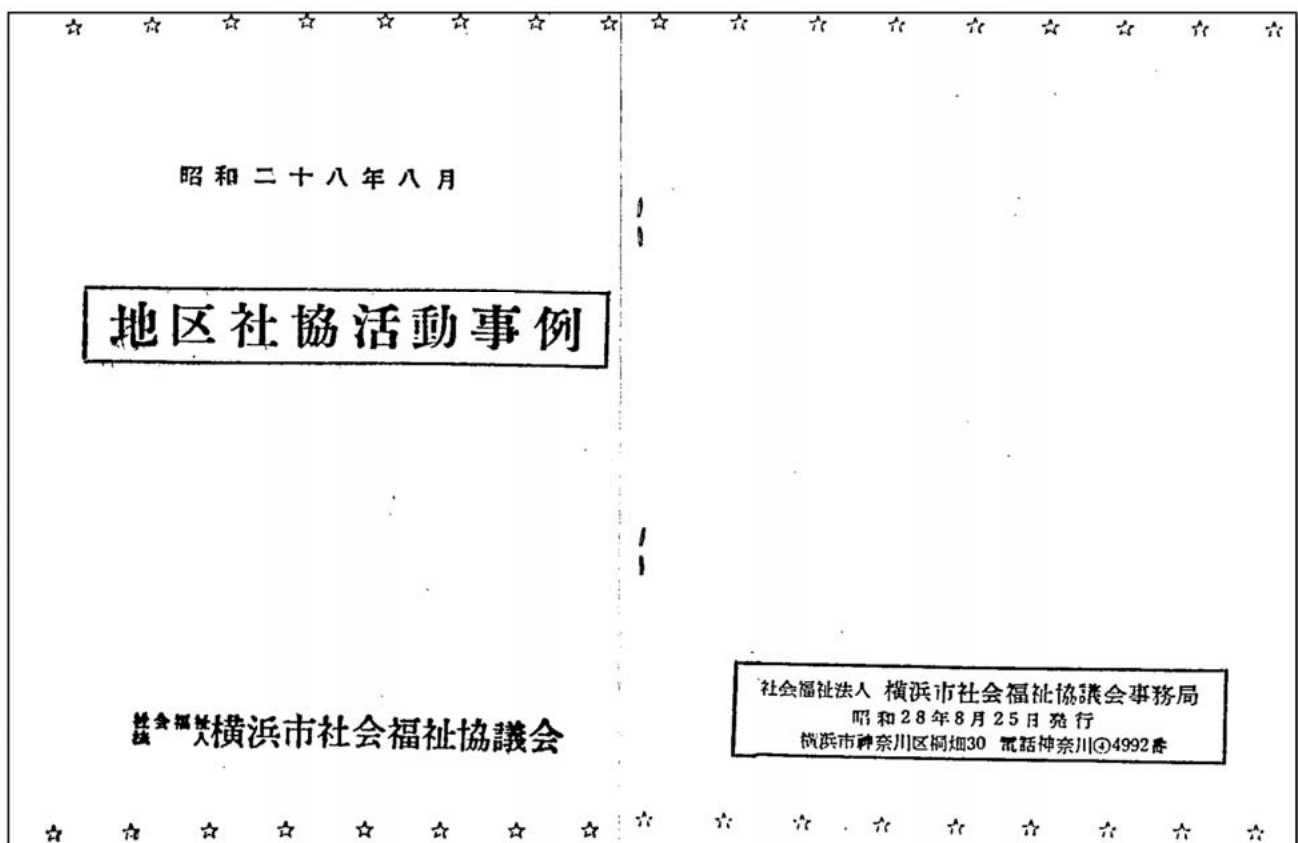 昭和二十八年八月
地区社協活動事例
社会福祉法人横浜市社会福祉協議会
社会福祉法人 横浜市社会福祉協議会事務局
昭和28年8月25日発行
横浜市神奈川区桐畑30 電話神奈川④4992番